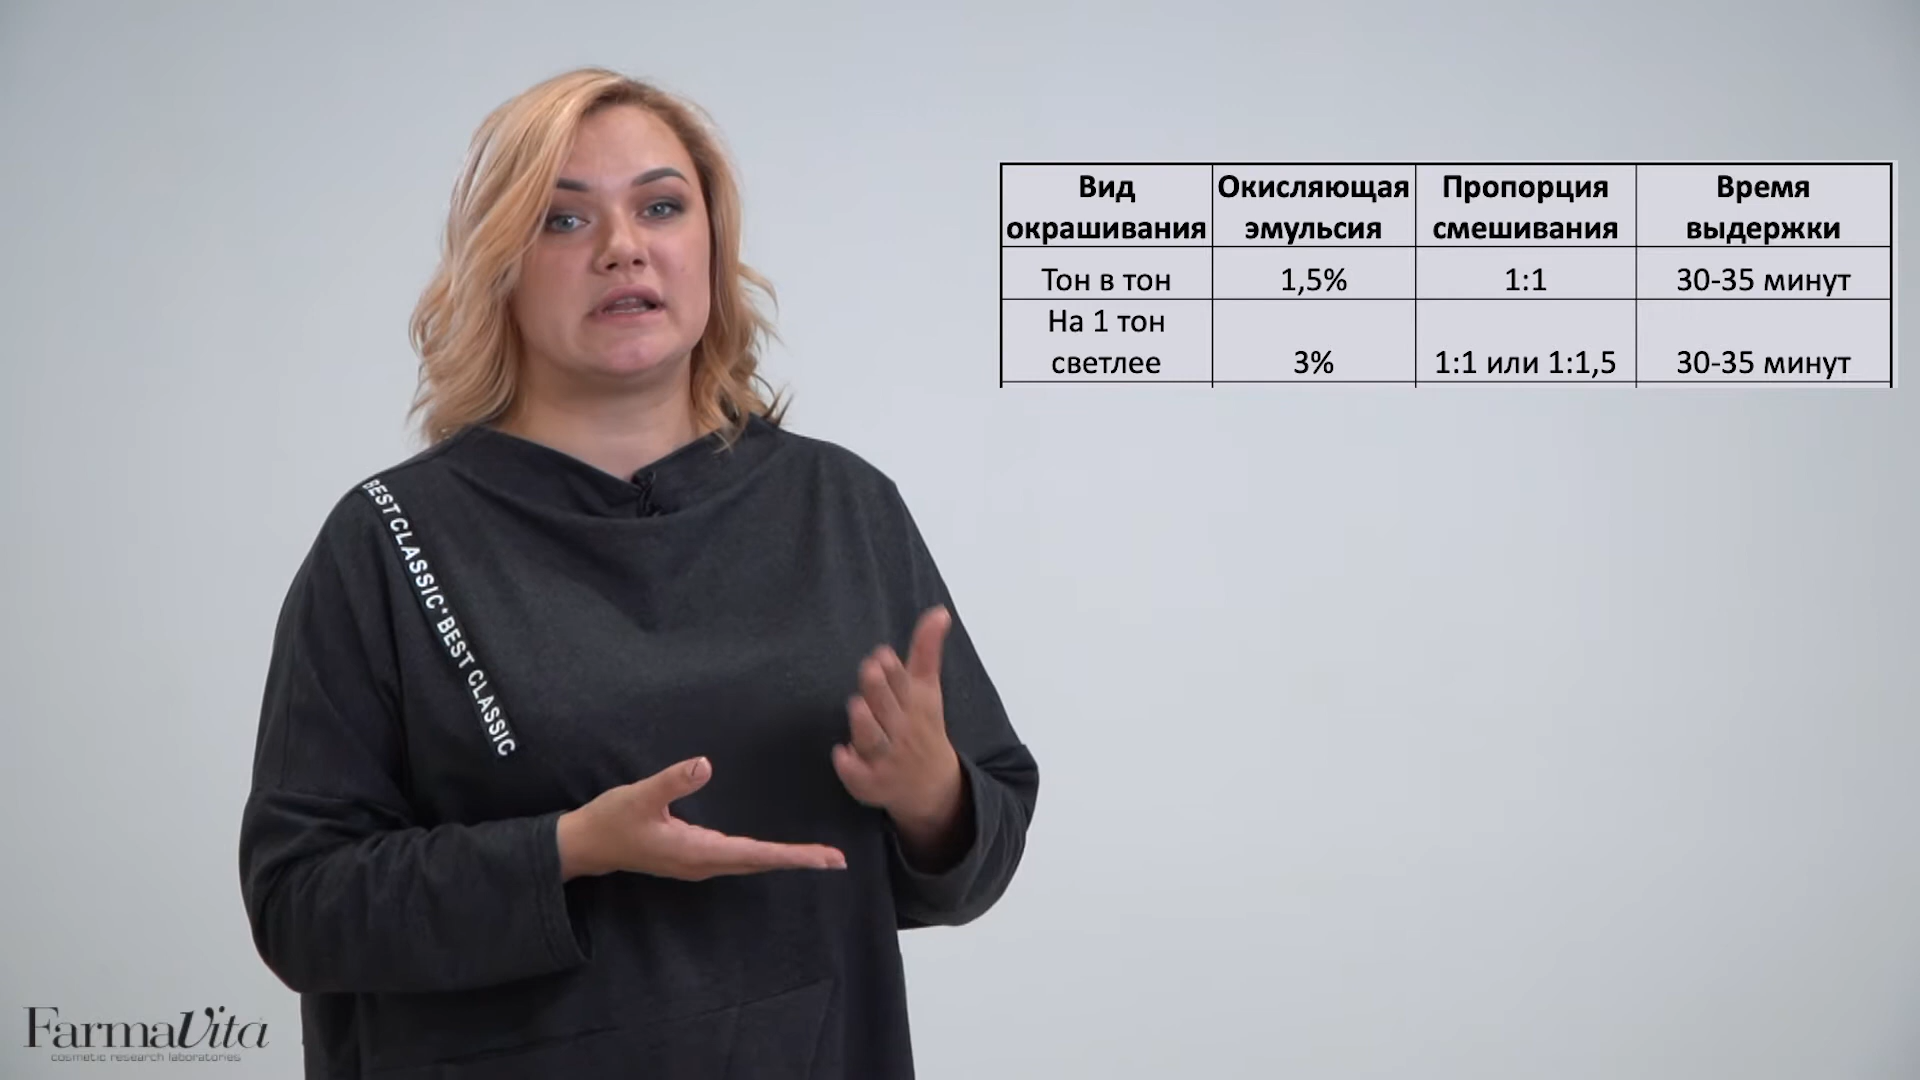 Вид окрашивания
Окисляющая эмульсия
Пропорция смешивания
Время выдержки
Тон в тон
1,5%
1:1
30-35 минут
На 1 тон светлее
3%
1:1 или 1:1,5
30-35 минут
BEST CLASSIC*BEST CLASSIC
FarmaVita
cosmetic research laboratories